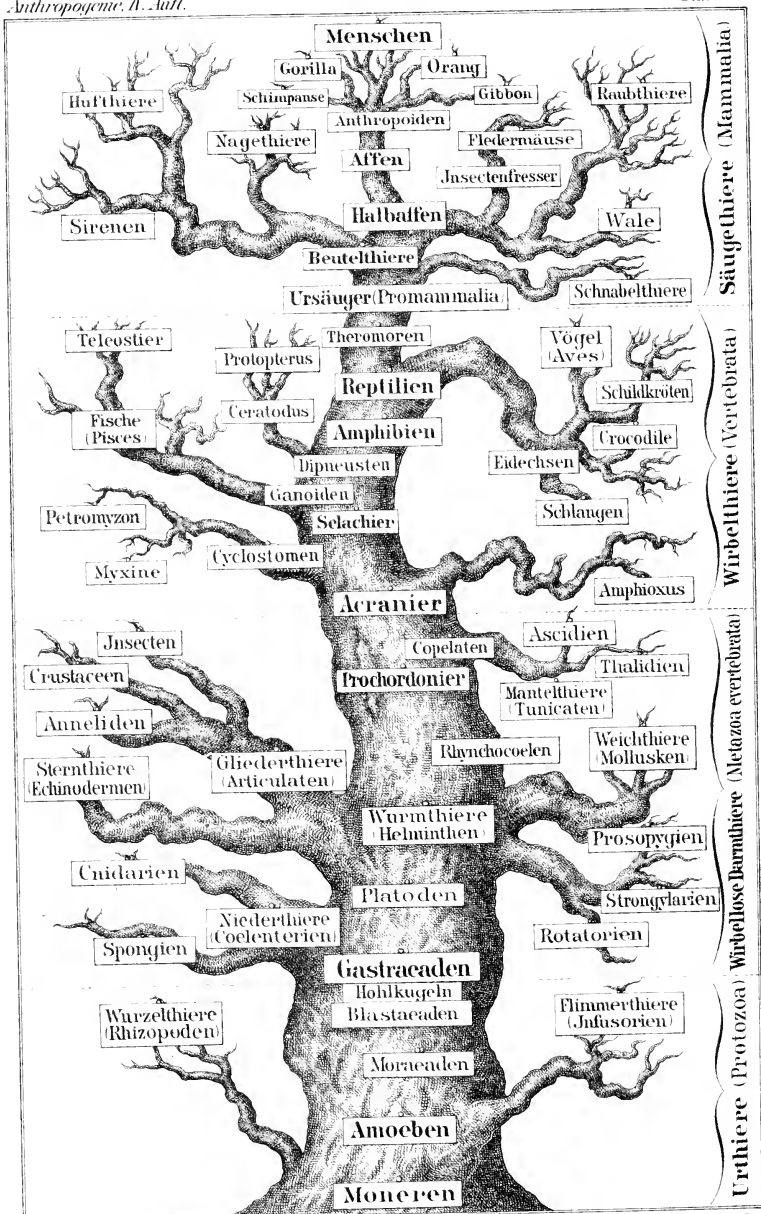 Anthropogenie, V. Aufl.
Menschen
Gorilla
Orang
Schimpanse
Gibbon
Anthropoiden
Hufthiere
Raubthiere
Nagethiere
Fledermäuse
Affen
Jnsectenfresser
Sirenen
Halbaffen
Wale
Beutelthiere
Ursäuger(Promammalia)
Schnabelthiere
Säugethiere (Mammalia)
Teleostier
Protopterus
Theromoren
Vögel
(Aves)
Reptilien
Schildkröten
Fische
(Pisces)
Ceratodus
Amphibien
Crocodile
Dipneusten
Eidechsen
Ganoiden
Petromyzon
Selachier
Schlangen
Cyclostomen
Myxine
Acranier
Amphioxus
Wirbelthiere (Vertebrata)
Jnsecten
Copelaten
Ascidien
Crustaceen
Prochordonier
Thalidien
Mantelthiere
(Tunicaten)
Anneliden
Gliederthiere
(Articulaten)
Rhynchocoelen
Weichthiere
(Mollusken)
Sternthiere
(Echinodermen)
Wurmthiere
(Helminthen)
Prosopygien
Cnidarien
Platoden
Strongylarien
Niederthiere
(Coelenterien)
Rotatorien
Spongien
Gastraeaden
Wirbellose Darmthiere (Metazoa evertebrata)
Hohlkugeln
Blastaeaden
Wurzelthiere
(Rhizopoden)
Flimmerthiere
(Jnfusorien)
Moraeaden
Amoeben
Moneren
Urthiere (Protozoa)